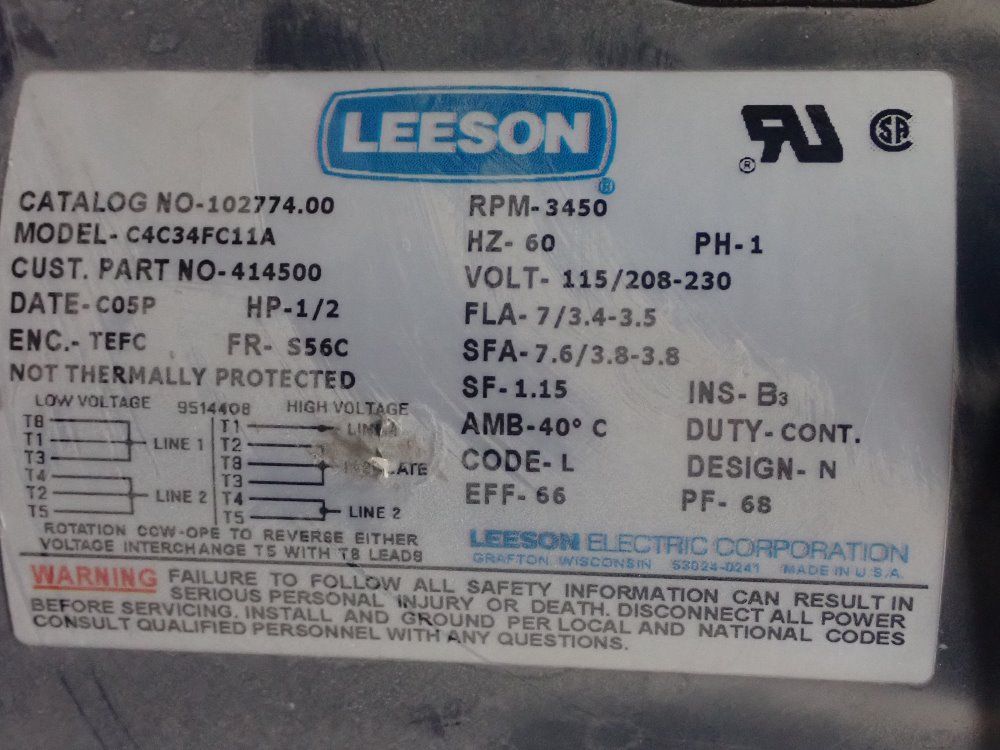 LEESON
®
®
SA
CATALOG NO-102774.00
MODEL- C4C34FC11A
CUST. PART NO-414500
DATE- C05P HP-1/2
ENC.- TEFC FR- S56C
NOT THERMALLY PROTECTED
RPM-3450
HZ- 60 PH-1
VOLT- 115/208-230
FLA- 7/3.4-3.5
SFA-7.6/3.8-3.8
SF-1.15 INS- B3
AMB-40° C DUTY- CONT.
CODE- L DESIGN- N
EFF- 66 PF- 68
LOW VOLTAGE 9514408 HIGH VOLTAGE
T8
T1
T3
LINE 1
T4
T2
T5
LINE 2
T1
T2
T8
T3
T4
T5
LINE 2
ROTATION CCW-OPE TO REVERSE EITHER
VOLTAGE INTERCHANGE T5 WITH T8 LEADS
LEESON ELECTRIC CORPORATION
GRAFTON, WISCONSIN 53024-0241 MADE IN U.S.A.
WARNING FAILURE TO FOLLOW ALL SAFETY INFORMATION CAN RESULT IN
SERIOUS PERSONAL INJURY OR DEATH. DISCONNECT ALL POWER
BEFORE SERVICING. INSTALL AND GROUND PER LOCAL AND NATIONAL CODES
CONSULT QUALIFIED PERSONNEL WITH ANY QUESTIONS.